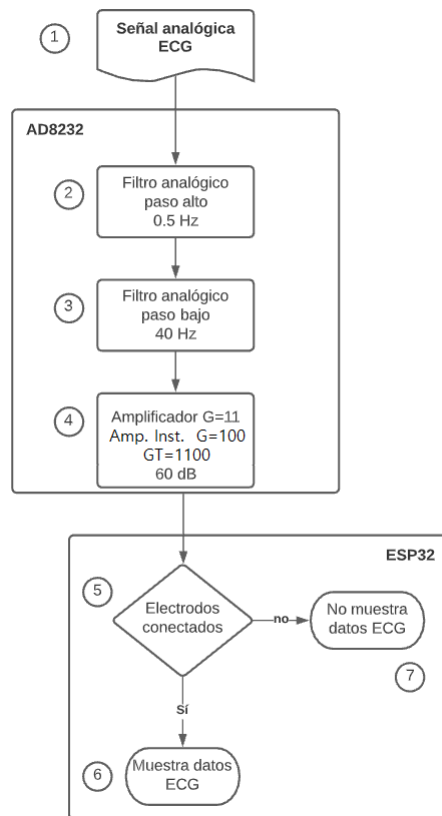 1
Señal analógica
ECG
AD8232
2
Filtro analógico
paso alto
0.5 Hz
3
Filtro analógico
paso bajo
40 Hz
4
Amplificador G=11
Amp. Inst. G=100
GT=1100
60 dB
ESP32
5
Electrodos
conectados
no
No muestra
datos ECG
7
Sí
6
Muestra datos
ECG